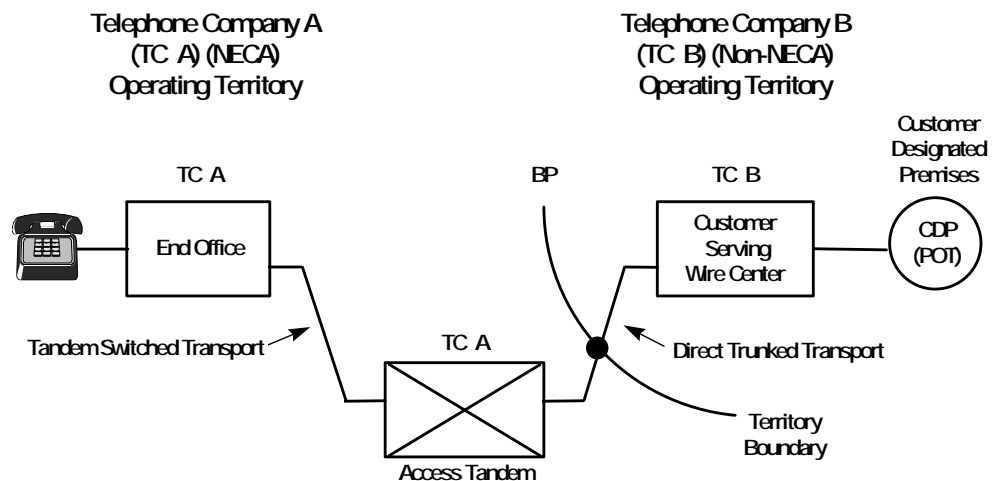 Telephone Company A
(TC A) (NECA)
Operating Territory
Telephone Company B
(TC B) (Non-NECA)
Operating Territory
Customer
Designated
Premises
TC A
BP
TC B
End Office
Customer
Serving
Wire Center
CDP
(POT)
Tandem Switched Transport
TC A
Direct Trunked Transport
Territory
Boundary
Access Tandem